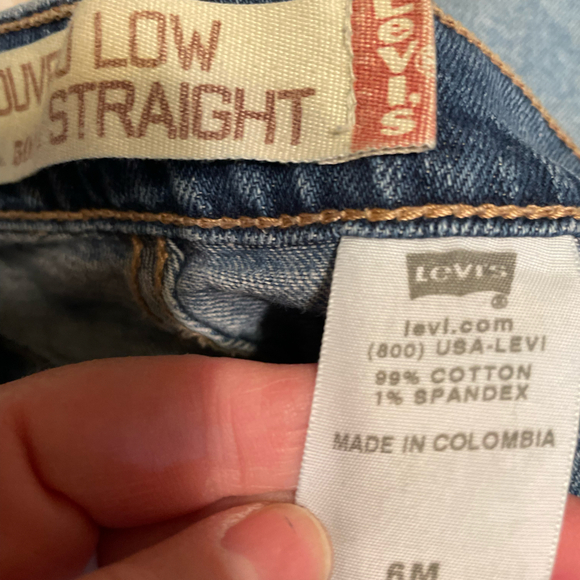 LOW
STRAIGHT
Levi's
Levi's
®
levi.com
(800) USA-LEVI
99% COTTON
1% SPANDEX
MADE IN COLOMBIA
6M